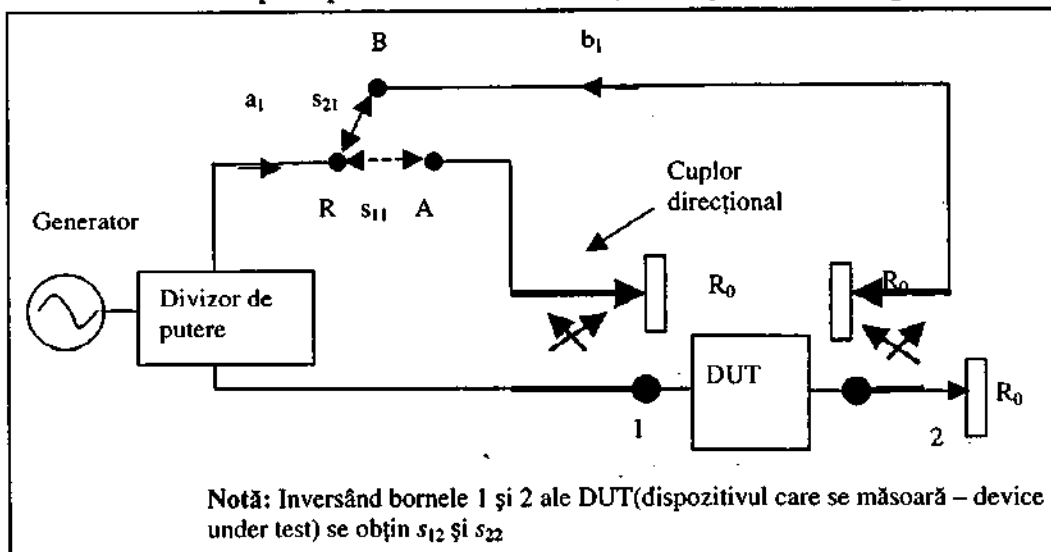 B
b₁
a₁
s₂₁
R
s₁₁
A
Cuplor
direcțional
Generator
Divizor de
putere
R₀
R₀
DUT
R₀
1
2
Notă: Inversând bornele 1 și 2 ale DUT(dispozitivul care se măsoară – device
under test) se obțin s₁₂ și s₂₂